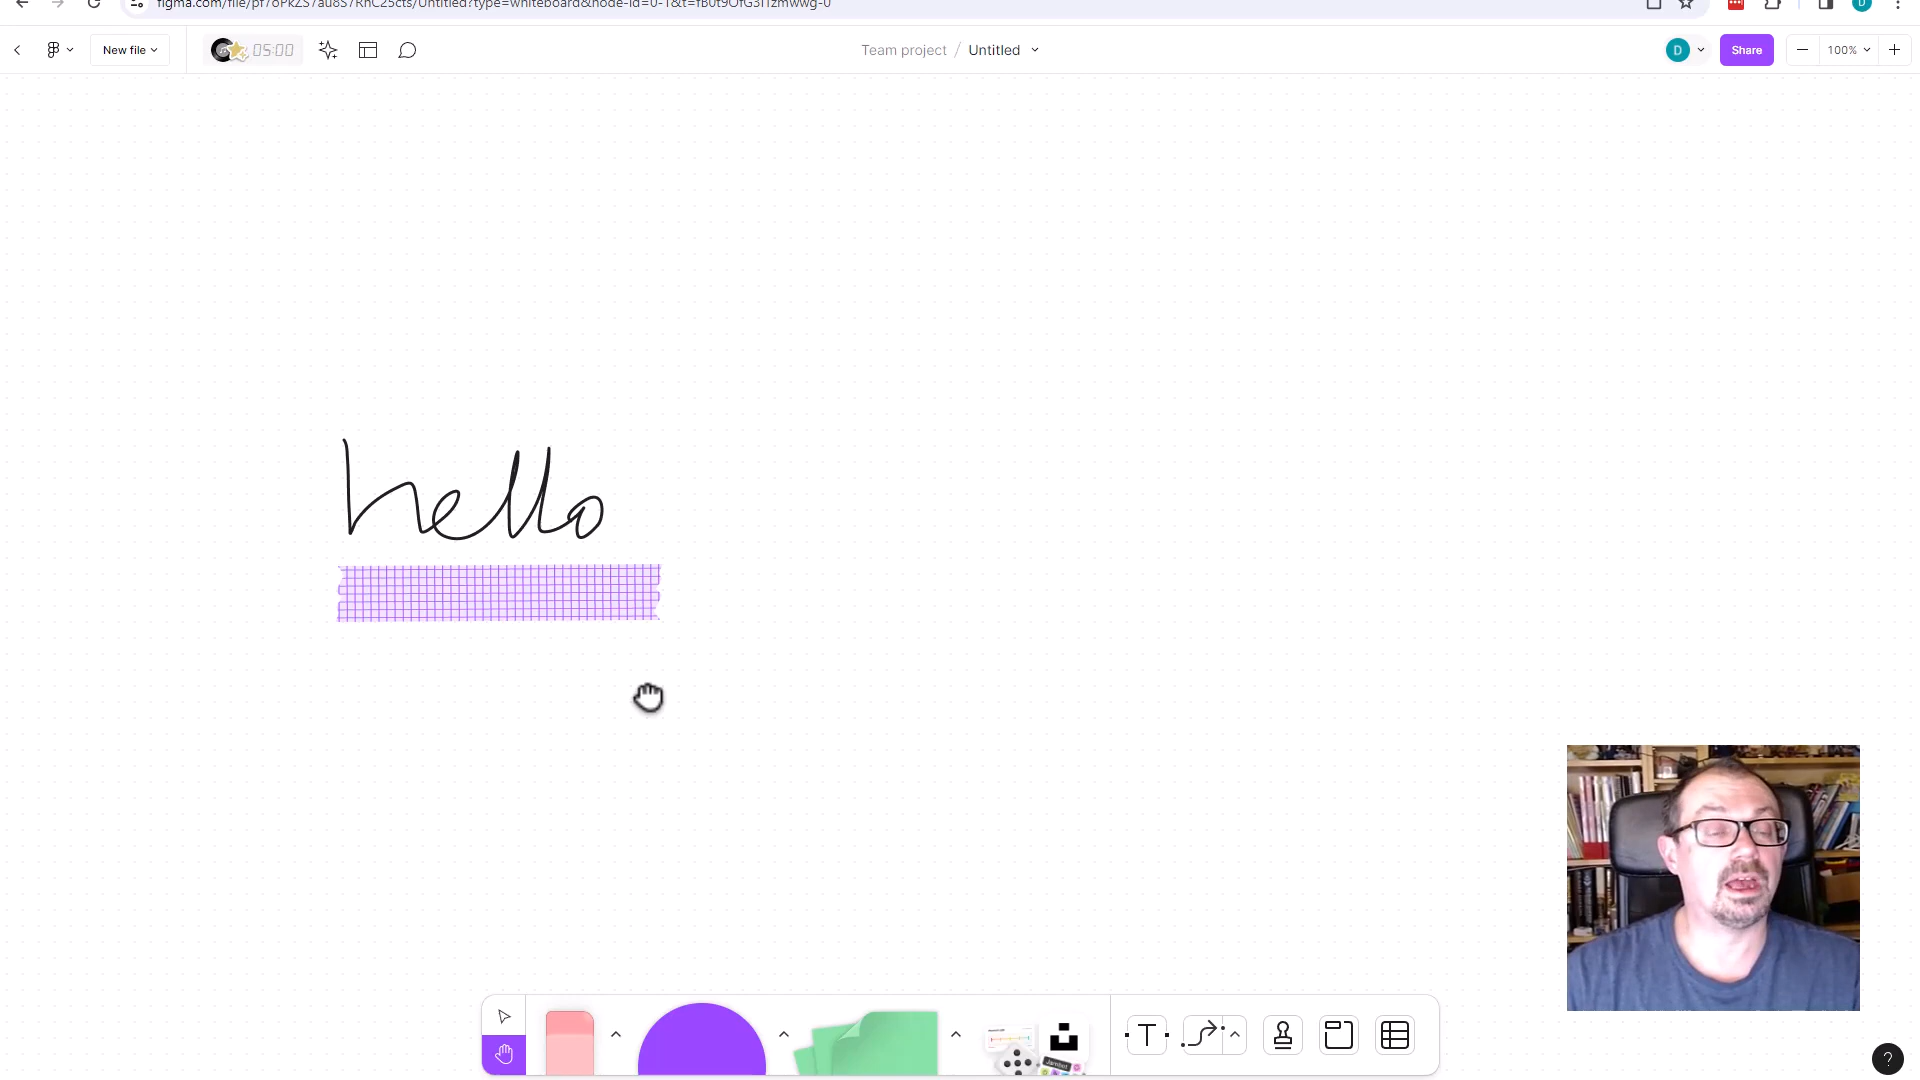 New file
05:00
Team project / Untitled
D
Share
100%
hello
?